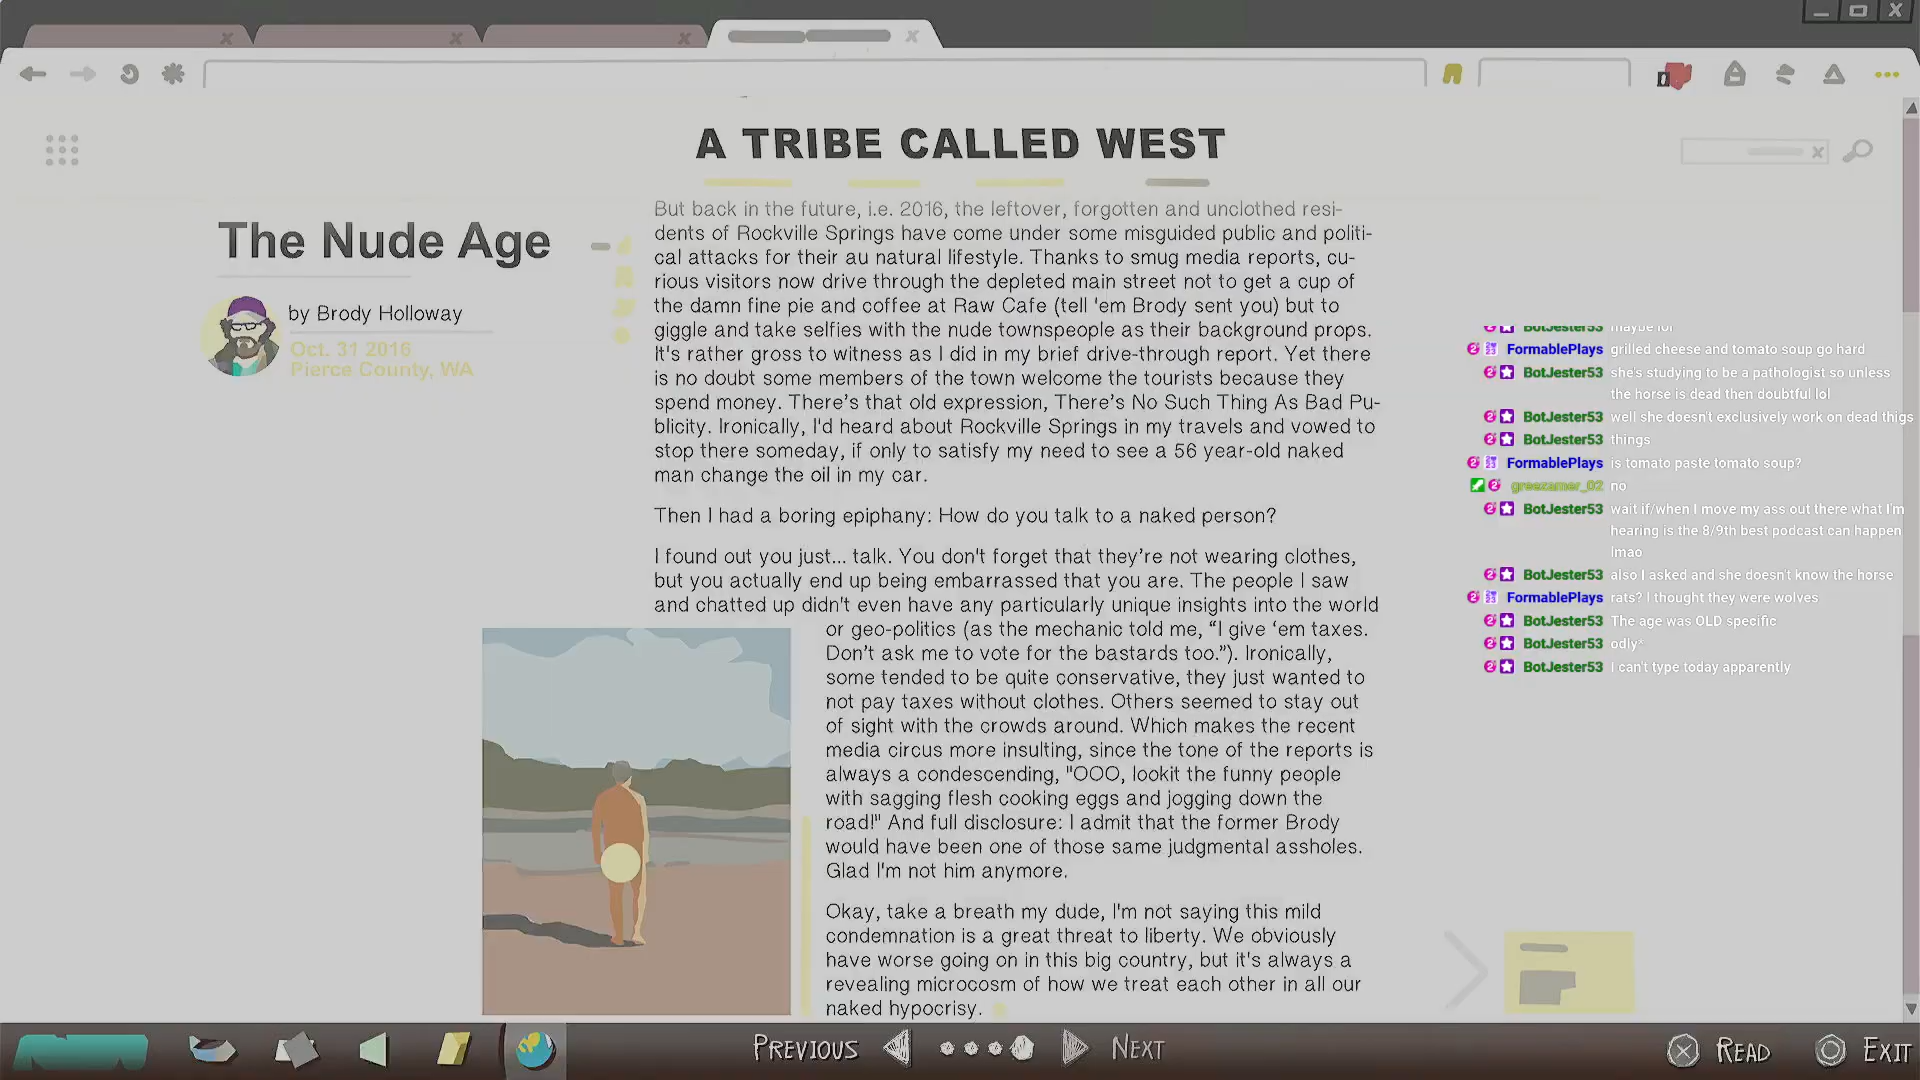 A TRIBE CALLED WEST
The Nude Age
by Brody Holloway
Oct. 31 2016
Pierce County, WA
But back in the future, i.e. 2016, the leftover, forgotten and unclothed resi-
dents of Rockville Springs have come under some misguided public and politi-
cal attacks for their au natural lifestyle. Thanks to smug media reports, cu-
rious visitors now drive through the depleted main street not to get a cup of
the damn fine pie and coffee at Raw Cafe (tell 'em Brody sent you) but to
giggle and take selfies with the nude townspeople as their background props.
It's rather gross to witness as I did in my brief drive-through report. Yet there
is no doubt some members of the town welcome the tourists because they
spend money. There's that old expression, There's No Such Thing As Bad Pu-
blicity. Ironically, I'd heard about Rockville Springs in my travels and vowed to
stop there someday, if only to satisfy my need to see a 56 year-old naked
man change the oil in my car.
Then I had a boring epiphany: How do you talk to a naked person?
I found out you just... talk. You don't forget that they're not wearing clothes,
but you actually end up being embarrassed that you are. The people I saw
and chatted up didn't even have any particularly unique insights into the world
or geo-politics (as the mechanic told me, “I give ‘em taxes.
Don't ask me to vote for the bastards too.”). Ironically,
some tended to be quite conservative, they just wanted to
not pay taxes without clothes. Others seemed to stay out
of sight with the crowds around. Which makes the recent
media circus more insulting, since the tone of the reports is
always a condescending, "OOO, lookit the funny people
with sagging flesh cooking eggs and jogging down the
road!" And full disclosure: I admit that the former Brody
would have been one of those same judgmental assholes.
Glad I'm not him anymore.
Okay, take a breath my dude, I'm not saying this mild
condemnation is a great threat to liberty. We obviously
have worse going on in this big country, but it's always a
revealing microcosm of how we treat each other in all our
naked hypocrisy.
BotJester53 maybe lol
FormablePlays grilled cheese and tomato soup go hard
BotJester53 she's studying to be a pathologist so unless
the horse is dead then doubtful lol
BotJester53 well she doesn't exclusively work on dead thigs
BotJester53 things
FormablePlays is tomato paste tomato soup?
greezamer_02 no
BotJester53 wait if/when I move my ass out there what I'm
hearing is the 8/9th best podcast can happen
lmao
BotJester53 also I asked and she doesn't know the horse
FormablePlays rats? I thought they were wolves
BotJester53 The age was OLD specific
BotJester53 odly*
BotJester53 I can't type today apparently
PREVIOUS NEXT
READ EXIT